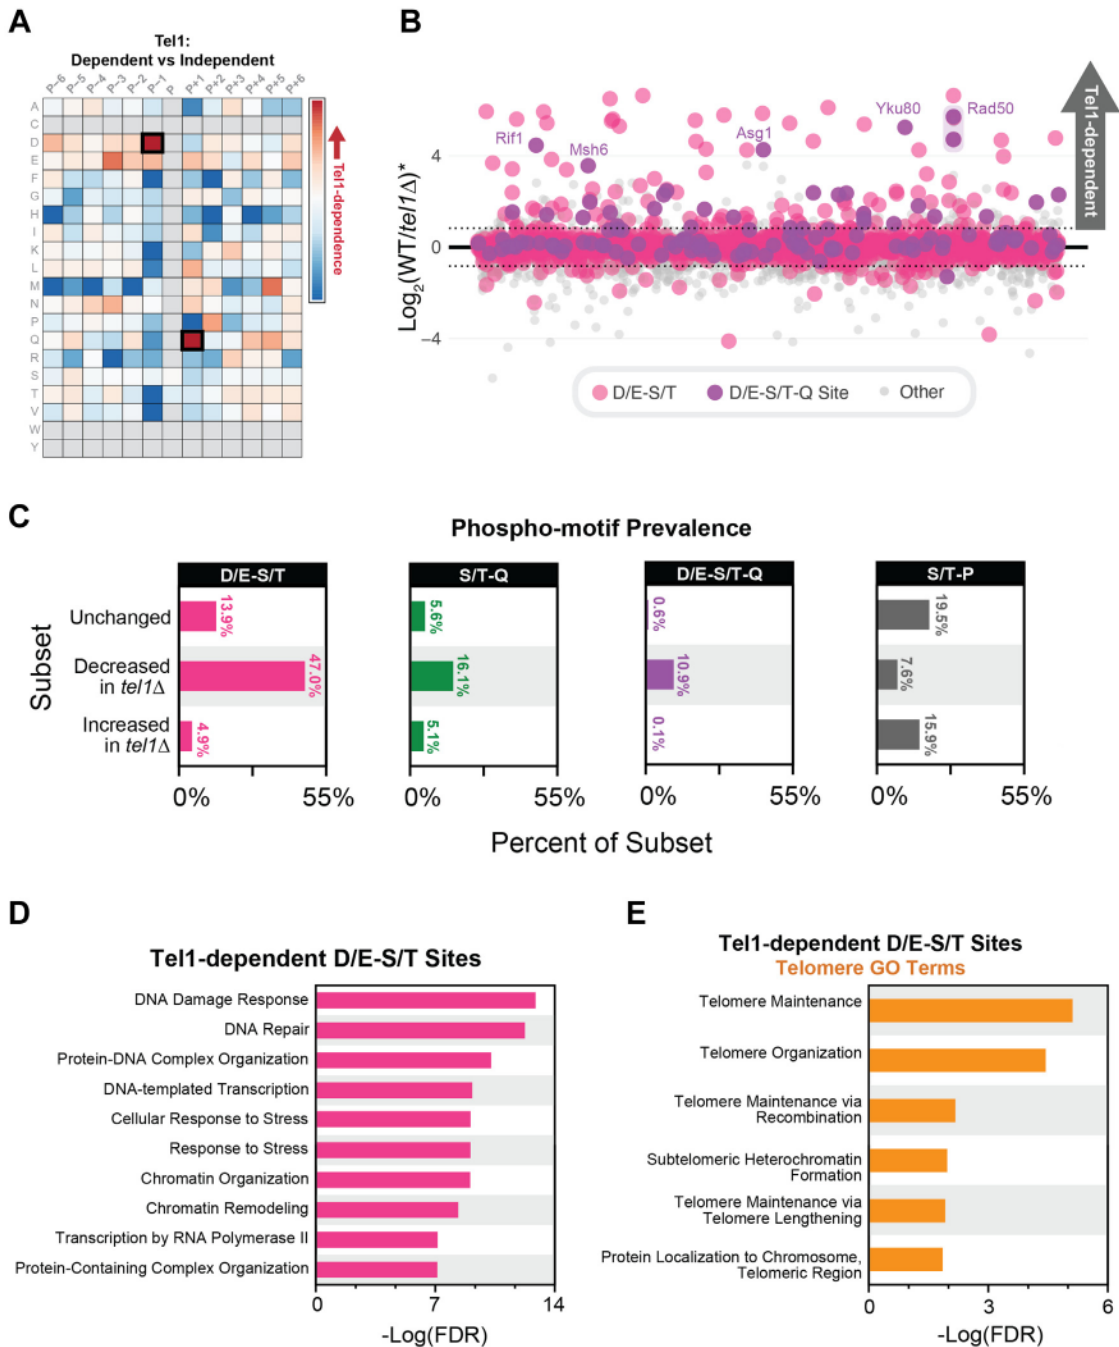 A
Tel1:
Dependent vs Independent
P−6 P−5 P−4 P−3 P−2 P−1 P P+1 P+2 P+3 P+4 P+5 P+6
A
C
D
E
F
G
H
I
K
L
M
N
P
Q
R
S
T
V
W
Y
Tel1-dependence
B
Log2(WT/tel1Δ)*
4
0
−4
Rif1
Msh6
Asg1
Yku80
Rad50
Tel1-dependent
D/E-S/T
D/E-S/T-Q Site
Other
C
Phospho-motif Prevalence
Subset
Unchanged
Decreased
in tel1Δ
Increased
in tel1Δ
D/E-S/T
13.9%
47.0%
4.9%
0% 55%
S/T-Q
5.6%
16.1%
5.1%
0% 55%
D/E-S/T-Q
0.6%
10.9%
0.1%
0% 55%
S/T-P
19.5%
7.6%
15.9%
0% 55%
Percent of Subset
D
Tel1-dependent D/E-S/T Sites
DNA Damage Response
DNA Repair
Protein-DNA Complex Organization
DNA-templated Transcription
Cellular Response to Stress
Response to Stress
Chromatin Organization
Chromatin Remodeling
Transcription by RNA Polymerase II
Protein-Containing Complex Organization
0 7 14
-Log(FDR)
E
Tel1-dependent D/E-S/T Sites
Telomere GO Terms
Telomere Maintenance
Telomere Organization
Telomere Maintenance via
Recombination
Subtelomeric Heterochromatin
Formation
Telomere Maintenance via
Telomere Lengthening
Protein Localization to Chromosome,
Telomeric Region
0 3 6
-Log(FDR)